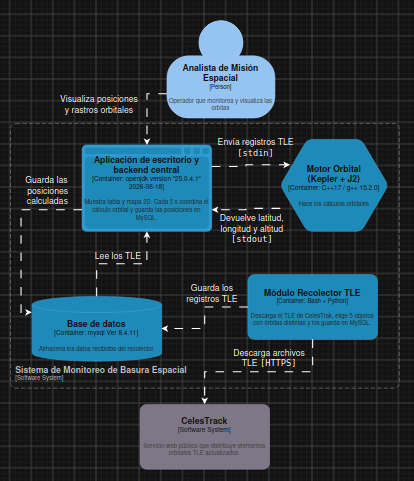 Analista de Misión
Espacial
[Person]
Operador que monitorea y visualiza las
órbitas
Visualiza posiciones
y rastros orbitales
Envía registros TLE
[stdin]
Aplicación de escritorio y
backend central
[Container: openjdk version "25.0.4.1"
2026-08-18]
Muestra tabla y mapa 2D. Cada 5 s coordina el
cálculo orbital y guarda las posiciones en
MySQL.
Motor Orbital
(Kepler + J2)
[Container: C++17 / g++ 15.2.0]
Hace los cálculos orbitales
Guarda las
posiciones
calculadas
Devuelve latitud,
longitud y altitud
[stdout]
Lee los TLE
Guarda los
registros TLE
Módulo Recolector TLE
[Container: Bash + Python]
Descarga el TLE de CelesTrak, elige 5 objetos
con órbitas distintas y los guarda en MySQL.
Base de datos
[Container: mysql Ver 8.4.11]
Almacena los datos recibidos del recolector
Descarga archivos
TLE [HTTPS]
Sistema de Monitoreo de Basura Espacial
[Software System]
CelesTrack
[Software System]
Servicio web público que distribuye elementos
orbitales TLE actualizados.